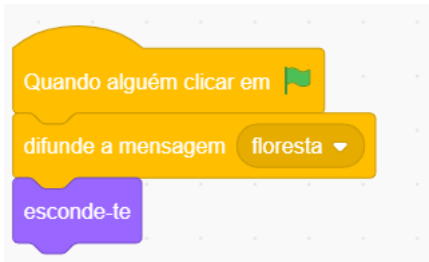 Quando alguém clicar em
difunde a mensagem floresta
esconde-te